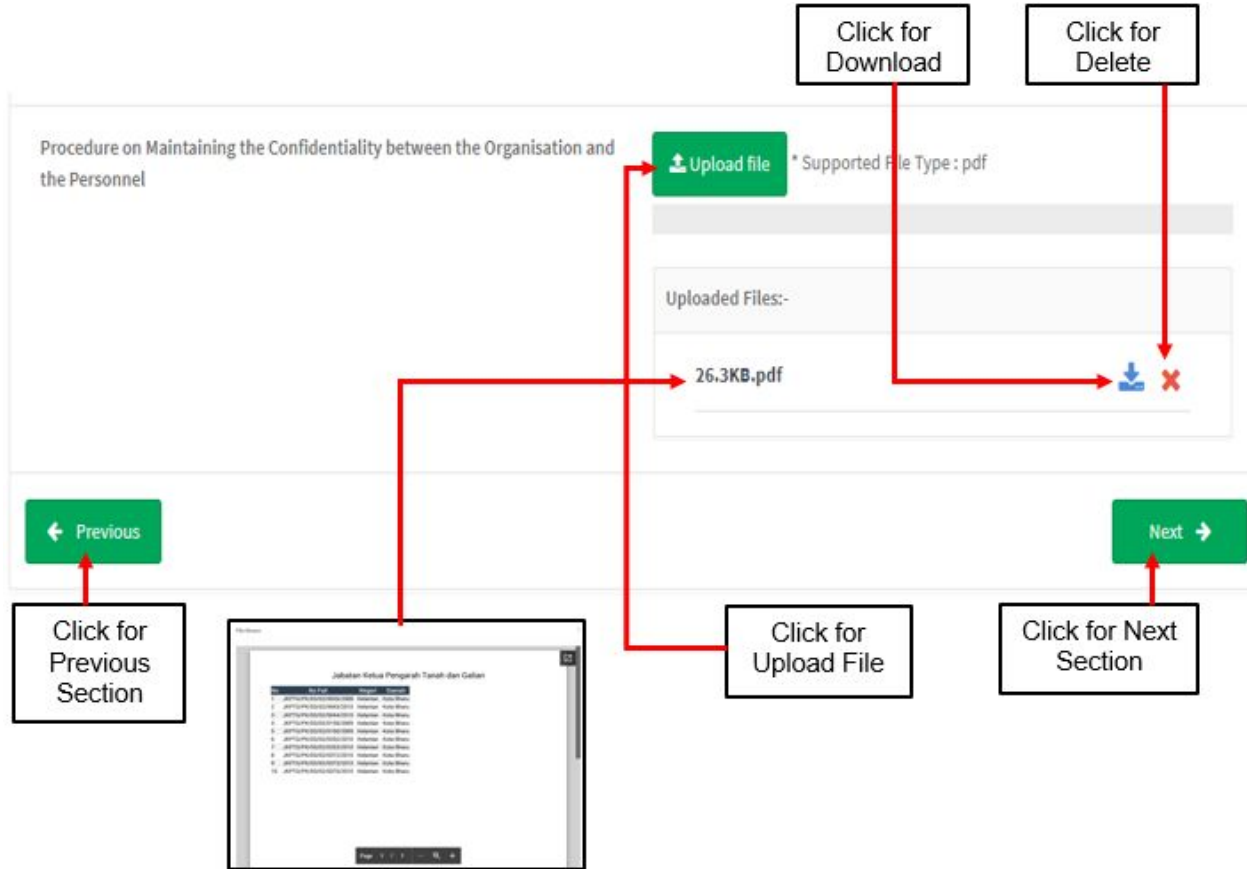 Click for
Download
Click for
Delete
Procedure on Maintaining the Confidentiality between the Organisation and
the Personnel
Upload file
* Supported File Type : pdf
Uploaded Files:-
26.3KB.pdf
Previous
Next
Click for
Previous
Section
Jabatan Ketua Pengarah Tanah dan Galian
Click for
Upload File
Click for Next
Section